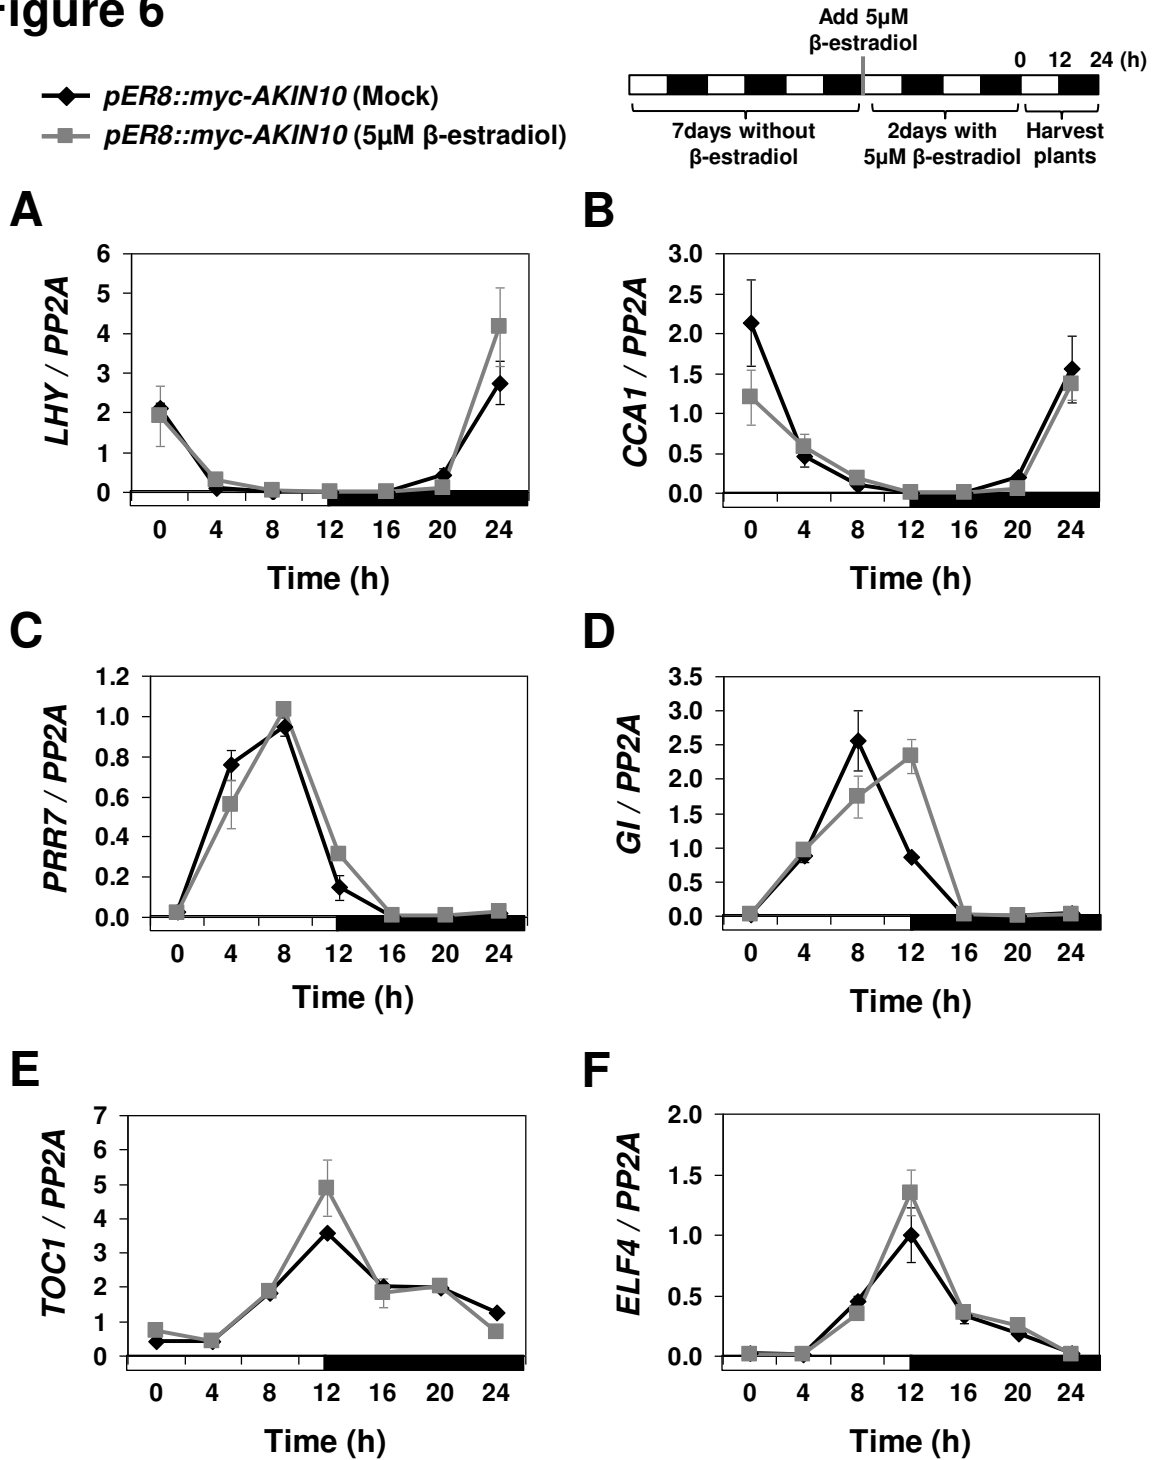 Figure 6
pER8::myc-AKIN10 (Mock)
pER8::myc-AKIN10 (5µM β-estradiol)
Add 5µM
β-estradiol
0 12 24 (h)
7days without
β-estradiol
2days with
5µM β-estradiol
Harvest
plants
A
LHY / PP2A
6
5
4
3
2
1
0
0 4 8 12 16 20 24
Time (h)
B
CCA1 / PP2A
3.0
2.5
2.0
1.5
1.0
0.5
0.0
0 4 8 12 16 20 24
Time (h)
C
PRR7 / PP2A
1.2
1.0
0.8
0.6
0.4
0.2
0.0
0 4 8 12 16 20 24
Time (h)
D
GI / PP2A
3.5
3.0
2.5
2.0
1.5
1.0
0.5
0.0
0 4 8 12 16 20 24
Time (h)
E
TOC1 / PP2A
7
6
5
4
3
2
1
0
0 4 8 12 16 20 24
Time (h)
F
ELF4 / PP2A
2.0
1.5
1.0
0.5
0.0
0 4 8 12 16 20 24
Time (h)